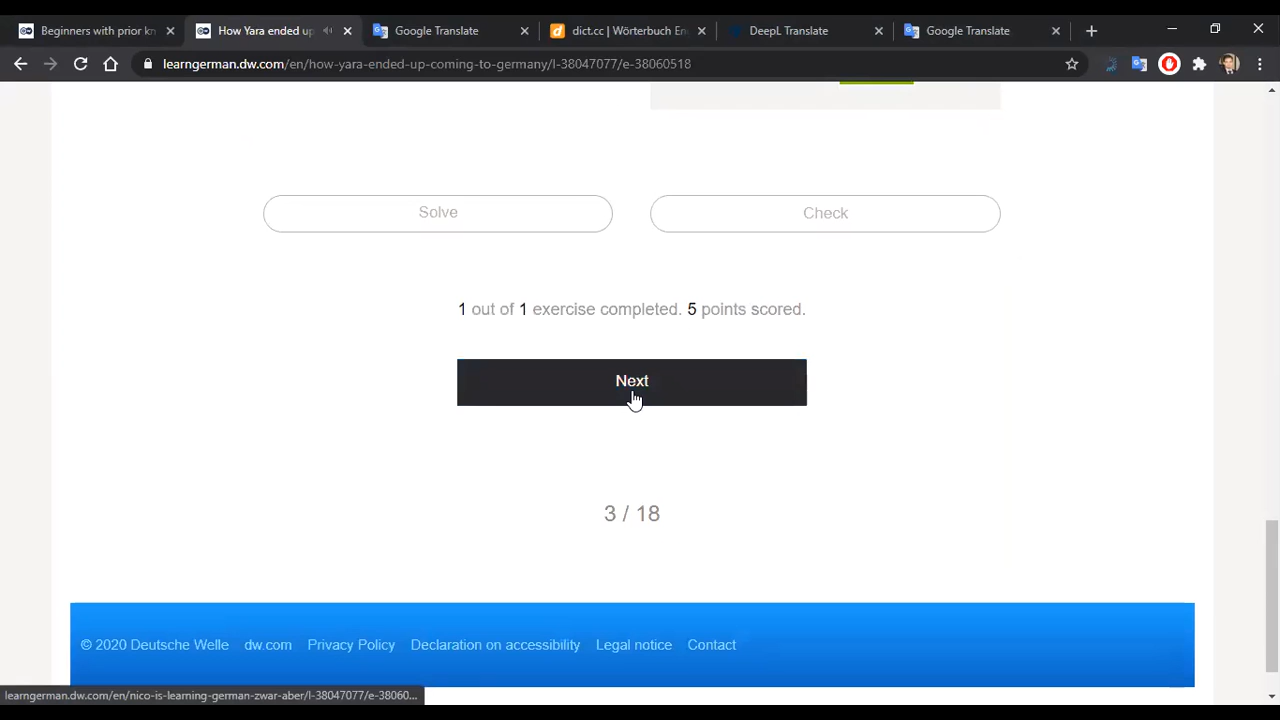 Beginners with prior kn
How Yara ended up
Google Translate
dict.cc | Wörterbuch En
DeepL Translate
Google Translate
learngerman.dw.com/en/how-yara-ended-up-coming-to-germany/l-38047077/e-38060518
Solve
Check
1 out of 1 exercise completed. 5 points scored.
Next
3 / 18
© 2020 Deutsche Welle dw.com Privacy Policy Declaration on accessibility Legal notice Contact
learngerman.dw.com/en/nico-is-learning-german-zwar-aber/l-38047077/e-38060...